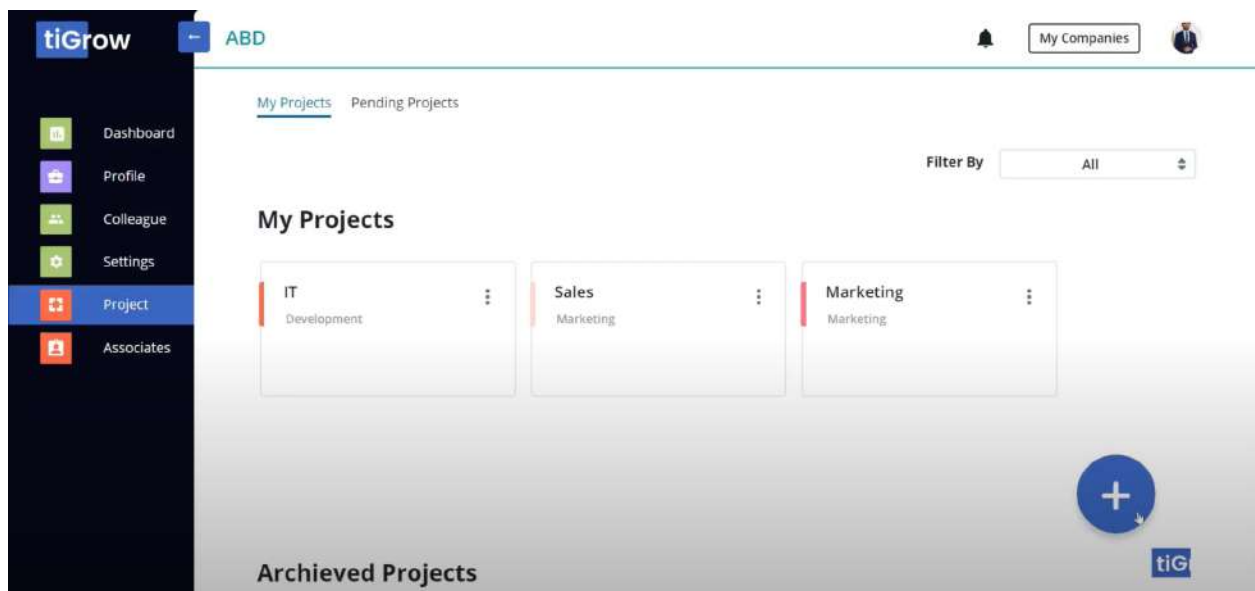 tiGrow
ABD
My Companies
My Projects Pending Projects
Dashboard
Profile
Colleague
Settings
Project
Associates
Filter By All
My Projects
IT
Development
Sales
Marketing
Marketing
Marketing
Archieved Projects
tiG